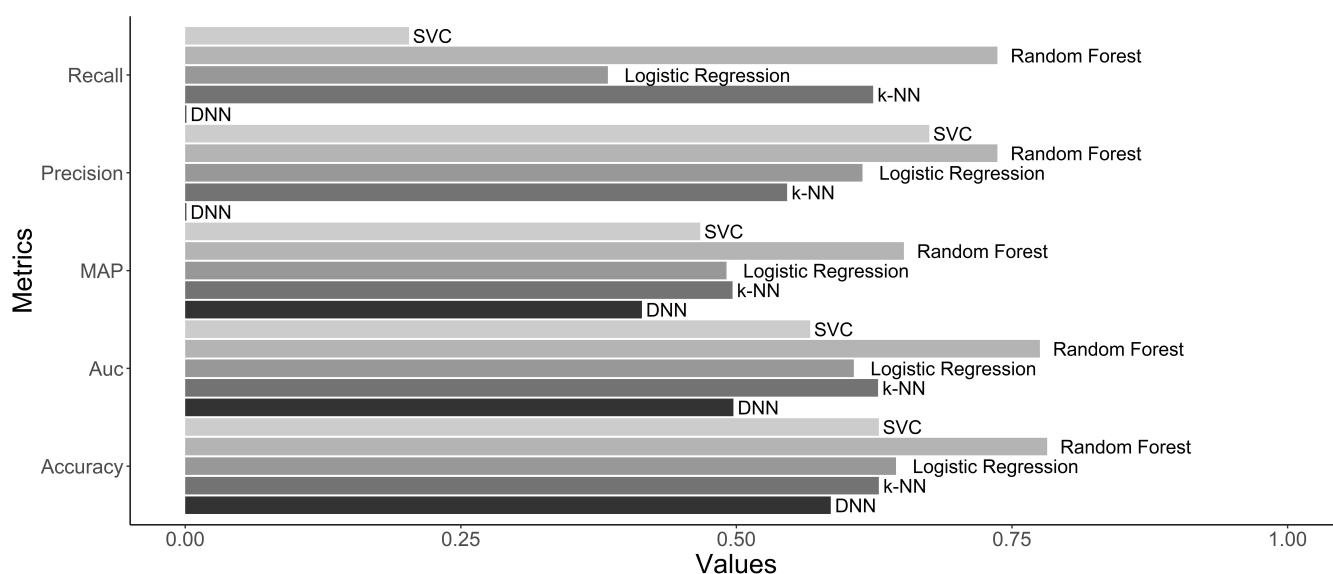 SVC
Random Forest
Recall
Logistic Regression
k-NN
DNN
SVC
Random Forest
Precision
Logistic Regression
k-NN
DNN
SVC
Random Forest
MAP
Logistic Regression
k-NN
DNN
SVC
Random Forest
Auc
Logistic Regression
k-NN
DNN
SVC
Random Forest
Accuracy
Logistic Regression
k-NN
DNN
Metrics
0.00 0.25 0.50 0.75 1.00
Values